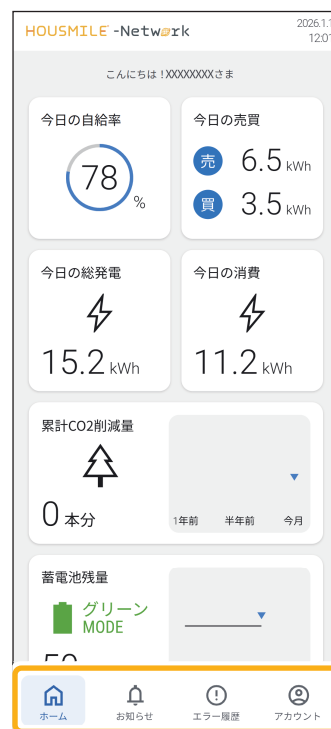 HOUSMILE -Network
2026.1.1
12:01
こんにちは！XXXXXXXXさま
今日の自給率
78
%
今日の売買
売 6.5 kWh
買 3.5 kWh
今日の総発電
15.2 kWh
今日の消費
11.2 kWh
累計CO2削減量
0 本分
1年前 半年前 今月
蓄電池残量
グリーン
MODE
ホーム お知らせ エラー履歴 アカウント